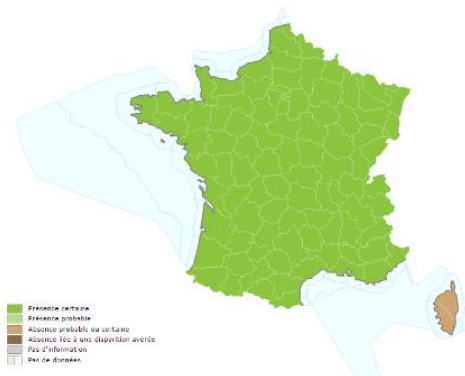 Présence certaine
Présence probable
Absence probable ou certaine
Absence liée à une disparition avérée
Pas d'information
Pas de données